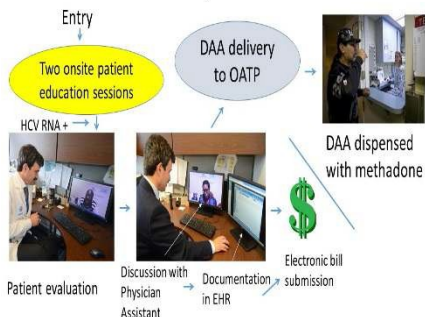 Entry
Two onsite patient
education sessions
HCV RNA +
DAA delivery
to OATP
DAA dispensed
with methadone
Patient evaluation
Discussion with
Physician
Assistant
Documentation
in EHR
$
Electronic bill
submission